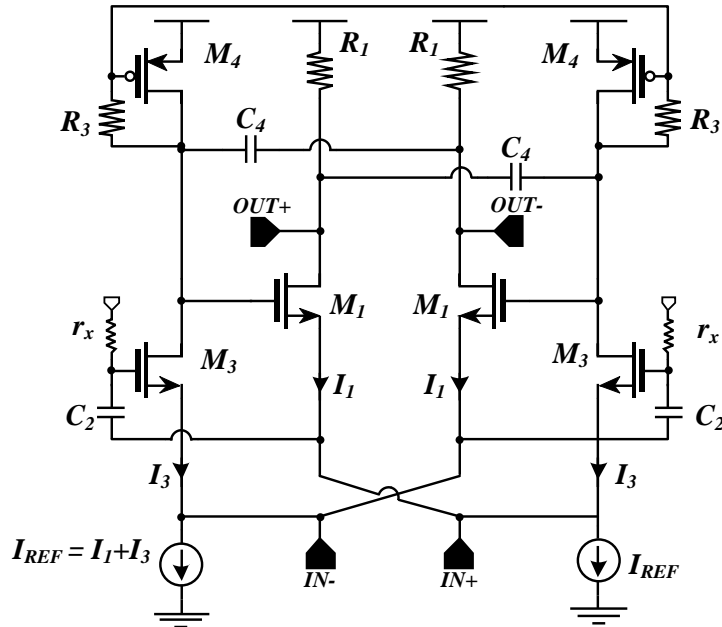 M4 R1 R1 M4
R3 R3
C4
C4
OUT+ OUT-
M1 M1
rx rx
M3 M3
C2 I1 I1 C2
I3 I3
IREF = I1+I3 IN- IN+ IREF